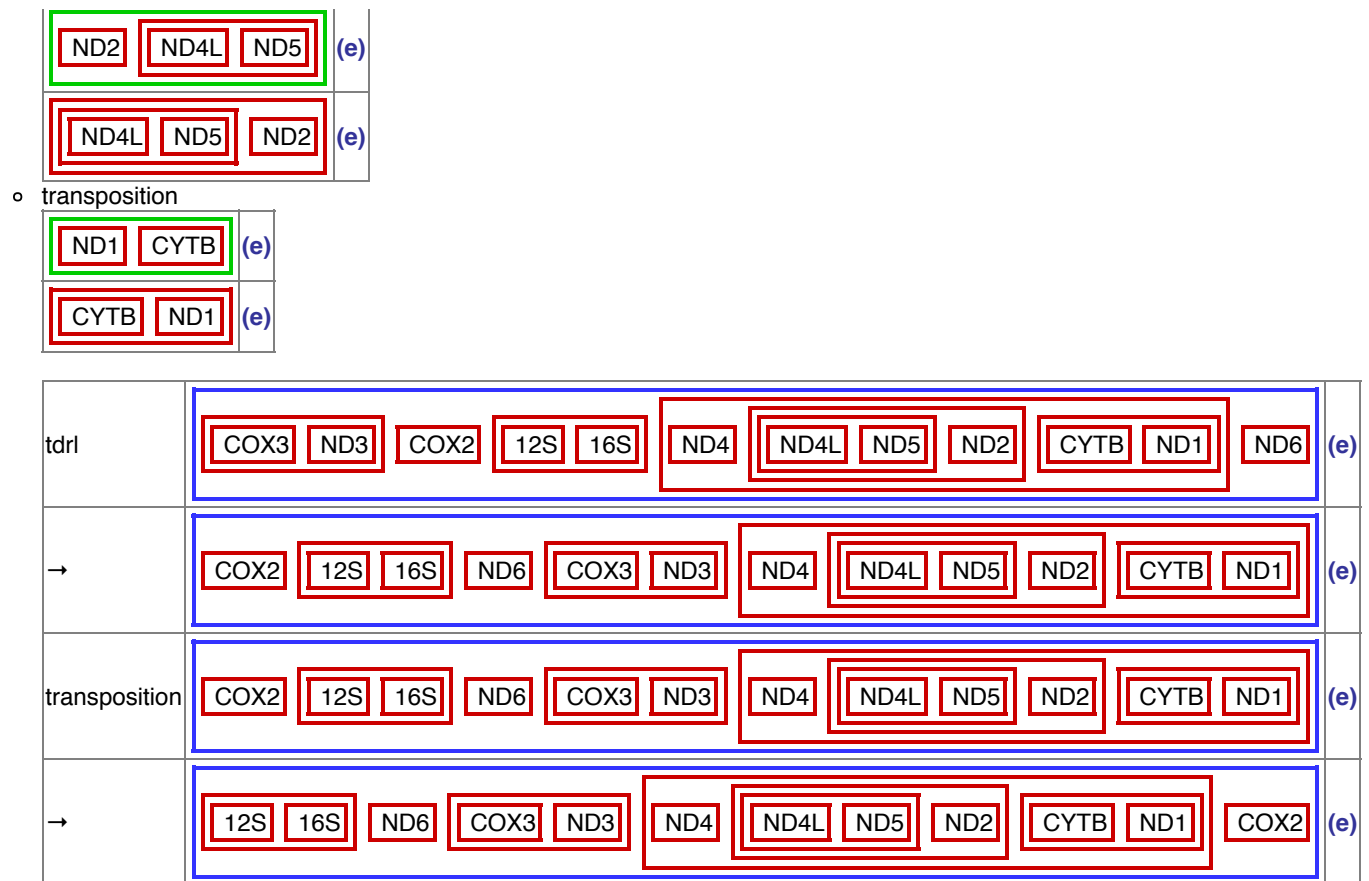 ND2 ND4L ND5 (e)
ND4L ND5 ND2 (e)
transposition
ND1 CYTB (e)
CYTB ND1 (e)
tdrl COX3 ND3 COX2 12S 16S ND4 ND4L ND5 ND2 CYTB ND1 ND6 (e)
→ COX2 12S 16S ND6 COX3 ND3 ND4 ND4L ND5 ND2 CYTB ND1 (e)
transposition COX2 12S 16S ND6 COX3 ND3 ND4 ND4L ND5 ND2 CYTB ND1 (e)
→ 12S 16S ND6 COX3 ND3 ND4 ND4L ND5 ND2 CYTB ND1 COX2 (e)